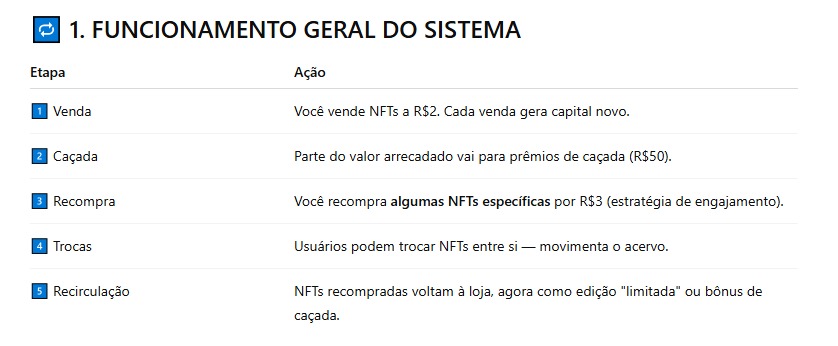 🔁 1. FUNCIONAMENTO GERAL DO SISTEMA
Etapa Ação
1 Venda Você vende NFTs a R$2. Cada venda gera capital novo.
2 Caçada Parte do valor arrecadado vai para prêmios de caçada (R$50).
3 Recompra Você recompra algumas NFTs específicas por R$3 (estratégia de engajamento).
4 Trocas Usuários podem trocar NFTs entre si — movimenta o acervo.
5 Recirculação NFTs recompradas voltam à loja, agora como edição "limitada" ou bônus de
caçada.